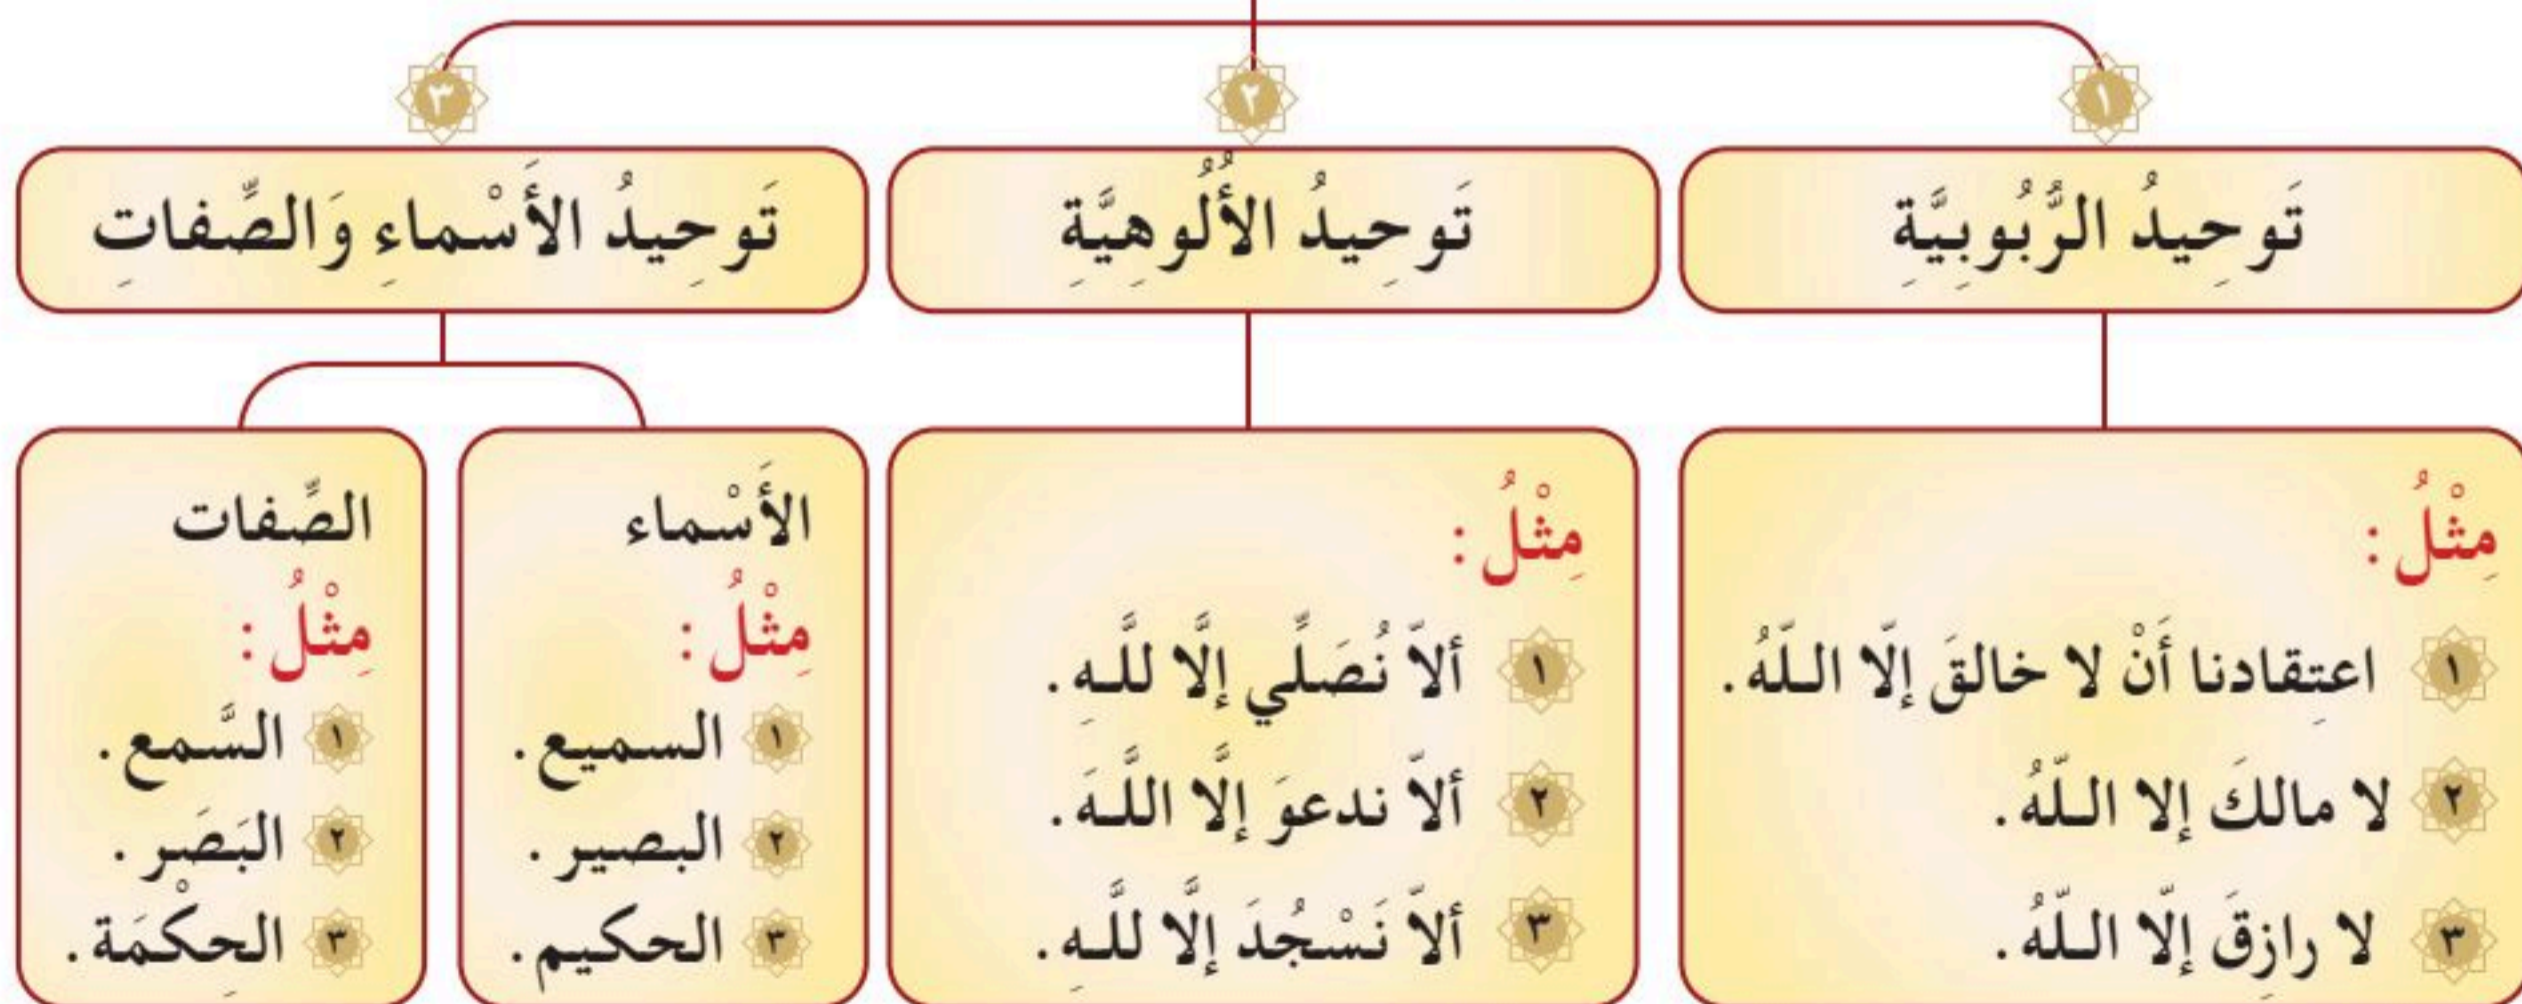 ١
تَوحِيدُ الرُّبُوبِيَّةِ
مِثْلُ :
١ اعتِقادنا أَنْ لا خالقَ إلّا اللّهُ.
٢ لا مالكَ إلا اللّهُ.
٣ لا رازِقَ إلّا اللّهُ.
٢
تَوحِيدُ الأُلُوهِيَّةِ
مِثْلُ :
١ ألاّ نُصَلِّي إلَّا للَّهِ.
٢ ألاّ ندعوَ إلَّا اللَّهَ.
٣ ألاّ نَسْجُدَ إلَّا للَّهِ.
٣
تَوحِيدُ الأَسْماءِ وَالصِّفاتِ
الأَسْماء
مِثْلُ :
١ السميع.
٢ البصير.
٣ الحكيم.
الصِّفات
مِثْلُ :
١ السَّمع.
٢ البَصَر.
٣ الحِكْمَة.